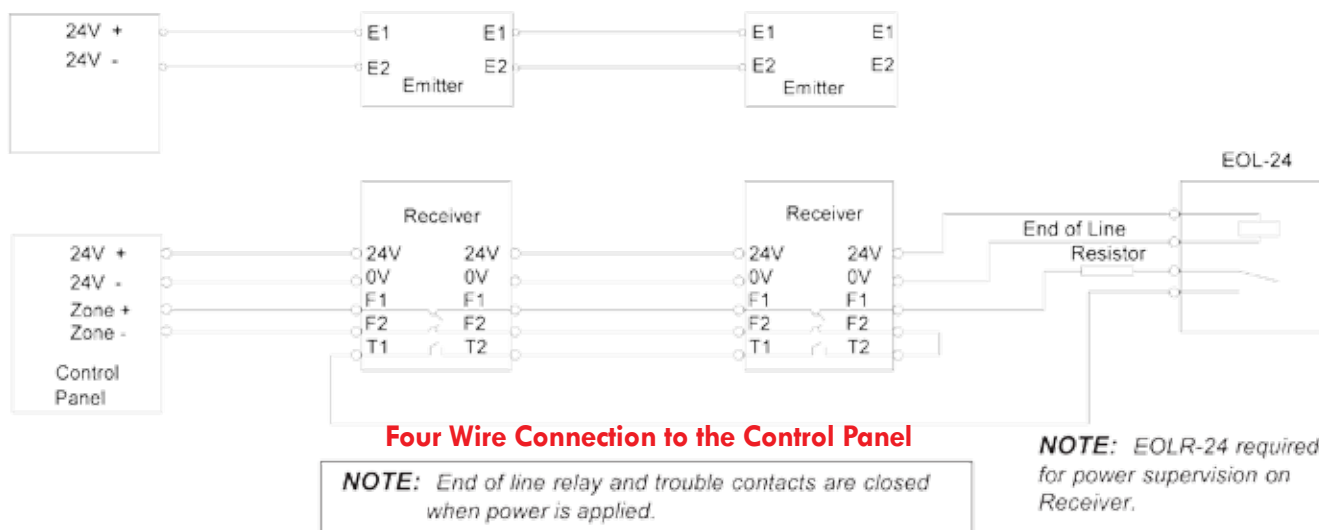 24V +
24V -
E1 E1
E2 E2
Emitter
E1 E1
E2 E2
Emitter
EOL-24
Receiver
24V 24V
0V 0V
F1 F1
F2 F2
T1 T2
Receiver
24V 24V
0V 0V
F1 F1
F2 F2
T1 T2
End of Line
Resistor
24V +
24V -
Zone +
Zone -
Control
Panel
Four Wire Connection to the Control Panel
NOTE: End of line relay and trouble contacts are closed
when power is applied.
NOTE: EOLR-24 required
for power supervision on
Receiver.